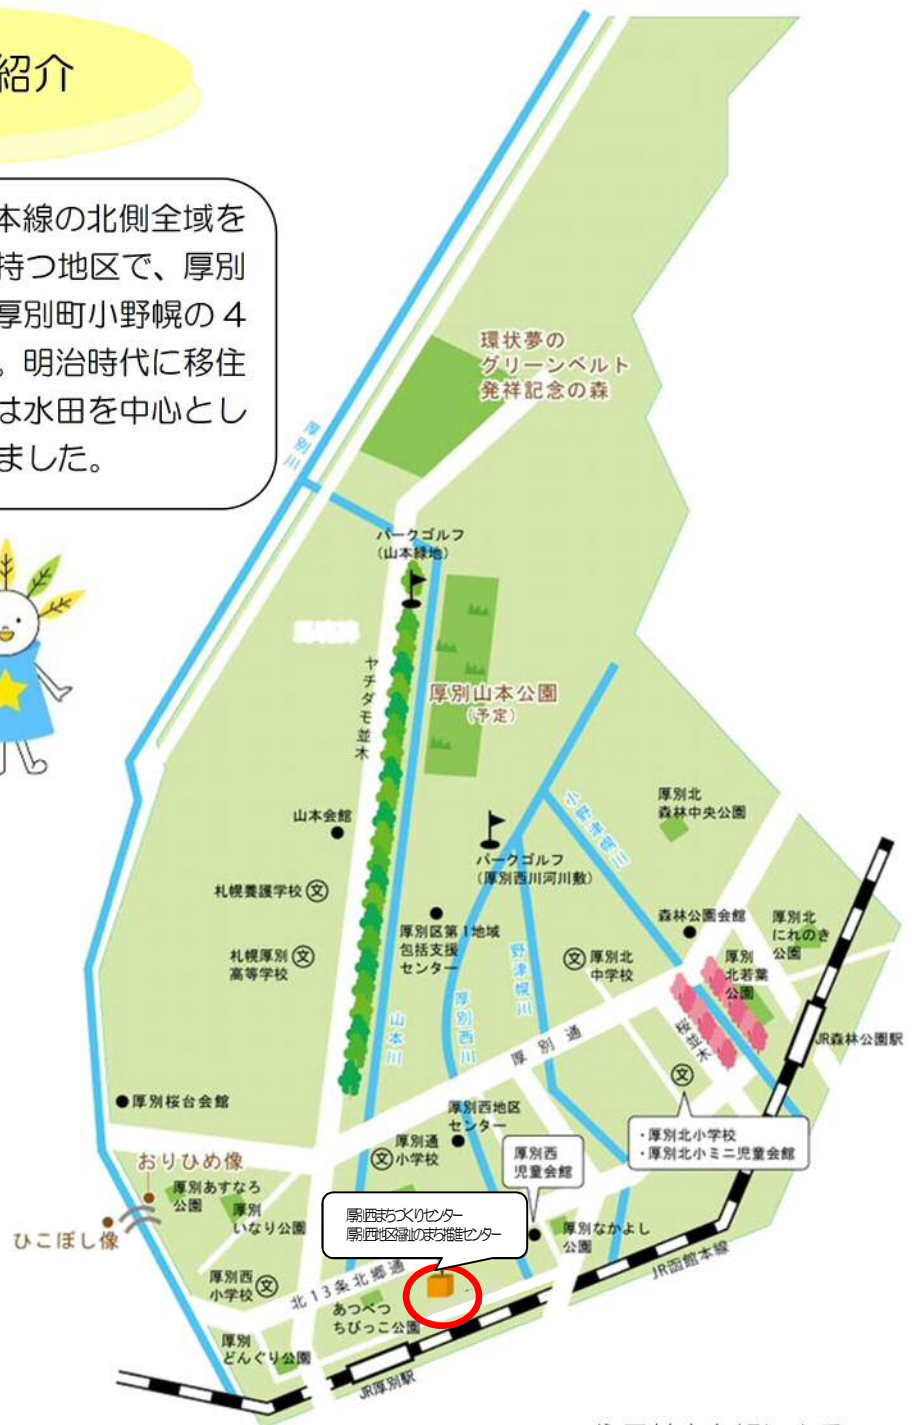 紹介
本線の北側全域を
持つ地区で、厚別
厚別町小野幌の4
。明治時代に移住
は水田を中心とし
ました。
環状夢の
グリーンベルト
発祥記念の森
厚別川
パークゴルフ
(山本緑地)
ヤチダモ並木
厚別山本公園
(予定)
小野津幌川
厚別北
森林中央公園
山本会館
パークゴルフ
(厚別西川河川敷)
札幌養護学校
文
厚別区第1地域
包括支援
センター
森林公園会館
厚別北
にれのき
公園
札幌厚別
高等学校
文
野津幌川
文
厚別北
中学校
厚別
北若葉
公園
山本川
厚別西川
厚別通
桜並木
JR森林公園駅
文
厚別桜台会館
厚別西地区
センター
・厚別北小学校
・厚別北小ミニ児童会館
厚別通
小学校
文
厚別西
児童会館
おりひめ像
厚別あすなろ
公園
厚別
いなり公園
ひこぼし像
厚別西まちづくりセンター
厚別西地区福祉のまち推進センター
厚別なかよし
公園
JR函館本線
厚別西
小学校
文
北13条北郷通
あつべつ
ちびっこ公園
厚別
どんぐり公園
JR厚別駅